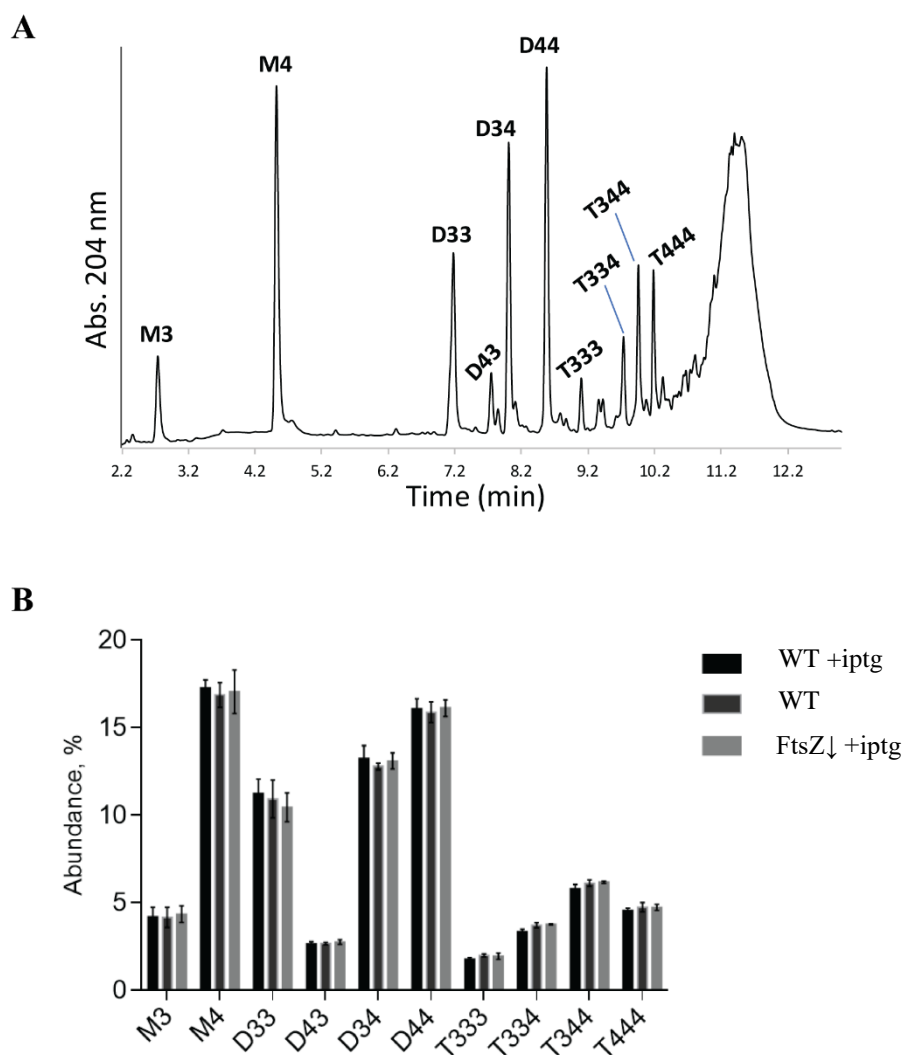 A
D44
M4
D34
T344
D33
T334
T444
M3
D43
T333
Abs. 204 nm
2.2 3.2 4.2 5.2 6.2 7.2 8.2 9.2 10.2 11.2 12.2
Time (min)
B
20
15
10
5
0
Abundance, %
WT +iptg
WT
FtsZ↓ +iptg
M3 M4 D33 D43 D34 D44 T333 T334 T344 T444